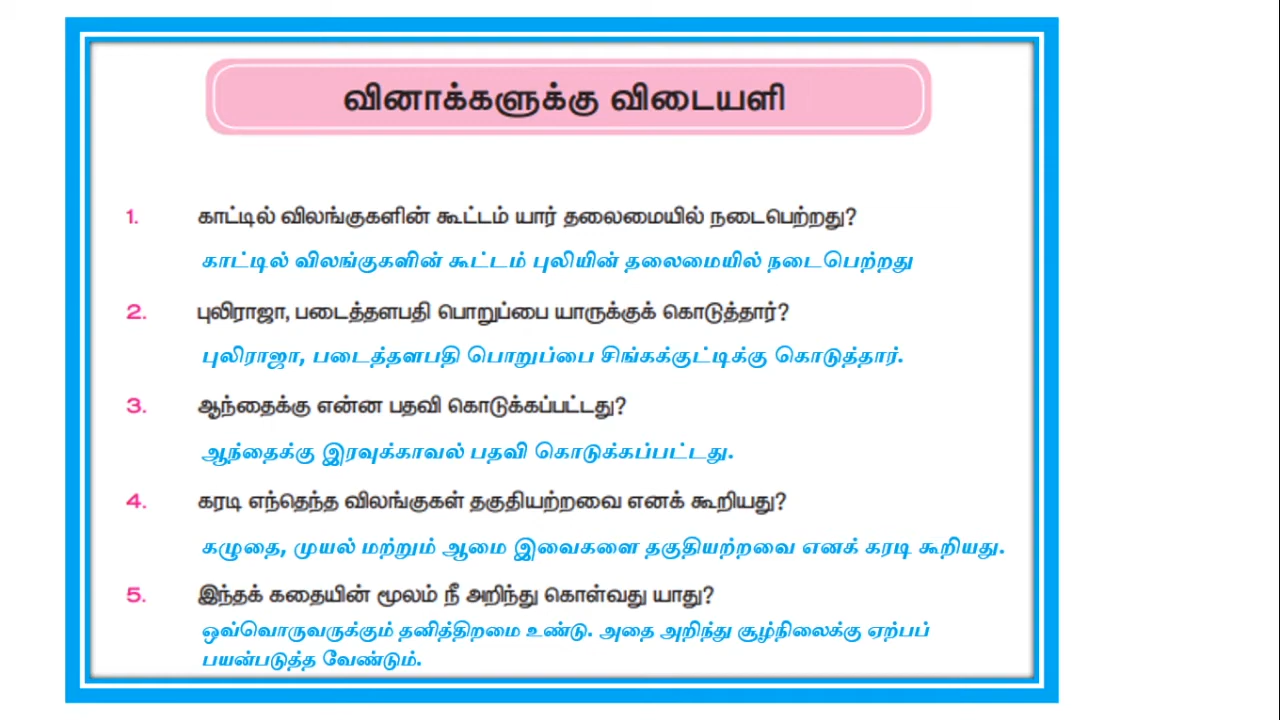 வினாக்களுக்கு விடையளி
1. காட்டில் விலங்குகளின் கூட்டம் யார் தலைமையில் நடைபெற்றது?
காட்டில் விலங்குகளின் கூட்டம் புலியின் தலைமையில் நடைபெற்றது
2. புலிராஜா, படைத்தளபதி பொறுப்பை யாருக்குக் கொடுத்தார்?
புலிராஜா, படைத்தளபதி பொறுப்பை சிங்கக்குட்டிக்கு கொடுத்தார்.
3. ஆந்தைக்கு என்ன பதவி கொடுக்கப்பட்டது?
ஆந்தைக்கு இரவுக்காவல் பதவி கொடுக்கப்பட்டது.
4. கரடி எந்தெந்த விலங்குகள் தகுதியற்றவை எனக் கூறியது?
கழுதை, முயல் மற்றும் ஆமை இவைகளை தகுதியற்றவை எனக் கரடி கூறியது.
5. இந்தக் கதையின் மூலம் நீ அறிந்து கொள்வது யாது?
ஒவ்வொருவருக்கும் தனித்திறமை உண்டு. அதை அறிந்து சூழ்நிலைக்கு ஏற்பப்
பயன்படுத்த வேண்டும்.